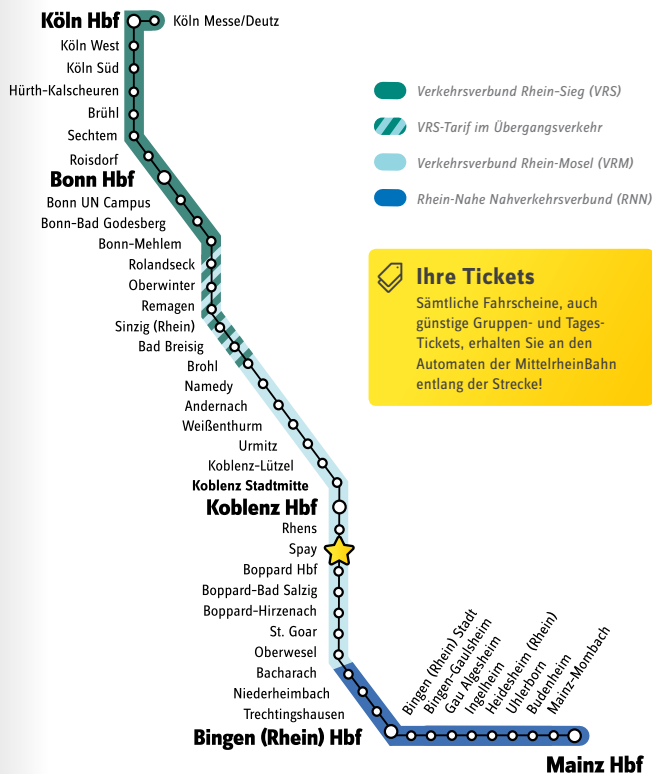 Köln Hbf
Köln Messe/Deutz
Köln West
Köln Süd
Hürth-Kalscheuren
Brühl
Sechtem
Roisdorf
Bonn Hbf
Bonn UN Campus
Bonn-Bad Godesberg
Bonn-Mehlem
Rolandseck
Oberwinter
Remagen
Sinzig (Rhein)
Bad Breisig
Brohl
Namedy
Andernach
Weißenthurm
Urmitz
Koblenz-Lützel
Koblenz Stadtmitte
Koblenz Hbf
Rhens
Spay
Boppard Hbf
Boppard-Bad Salzig
Boppard-Hirzenach
St. Goar
Oberwesel
Bacharach
Niederheimbach
Trechtingshausen
Bingen (Rhein) Hbf
Bingen (Rhein) Stadt
Bingen-Gaulsheim
Gau Algesheim
Ingelheim
Heidesheim (Rhein)
Uhlerborn
Budenheim
Mainz-Mombach
Mainz Hbf
Verkehrsverbund Rhein-Sieg (VRS)
VRS-Tarif im Übergangsverkehr
Verkehrsverbund Rhein-Mosel (VRM)
Rhein-Nahe Nahverkehrsverbund (RNN)
Ihre Tickets
Sämtliche Fahrscheine, auch
günstige Gruppen- und Tages-
Tickets, erhalten Sie an den
Automaten der MittelrheinBahn
entlang der Strecke!